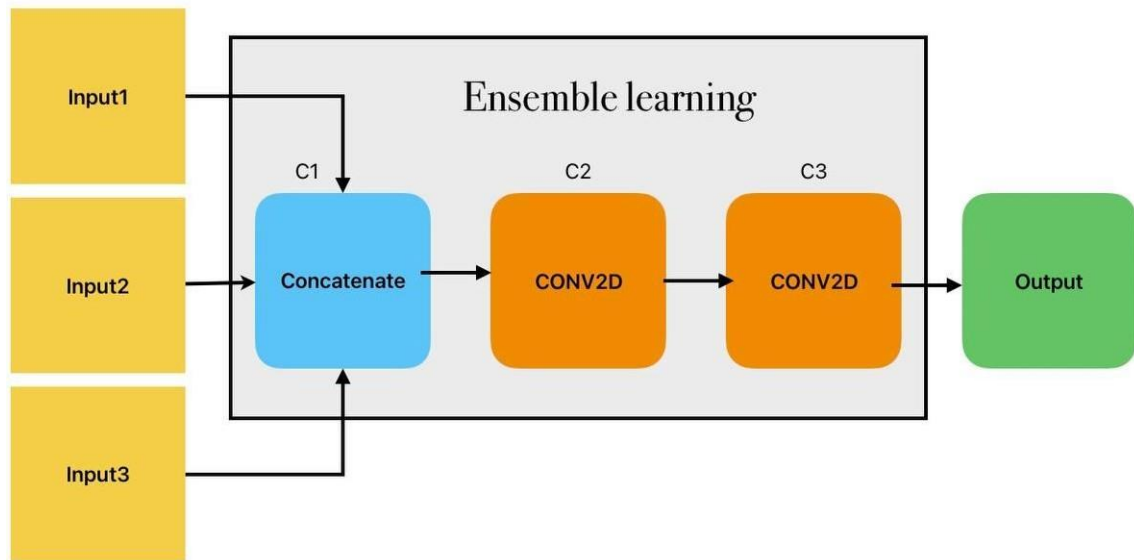 Input1
Ensemble learning
C1
C2
C3
Input2
Concatenate
CONV2D
CONV2D
Output
Input3